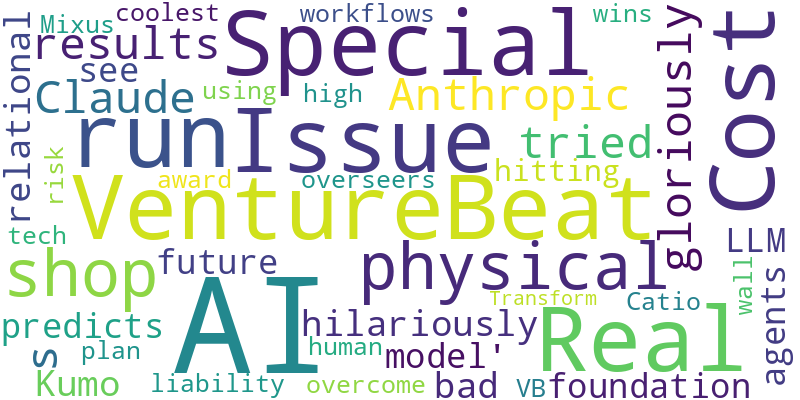 coolest
workflows
wins
Mixus
Special
Cost
results
gloriously
see
relational
Claude
using
high
Anthropic
run
Issue
tried
risk
award
overseers
hitting
VentureBeat
tech
LLM
shop
future
physical
agents
wall
AI
Transform
Catio
predicts
hilariously
Real
s
plan
human
model'
Kumo
liability
overcome
bad
VB
foundation